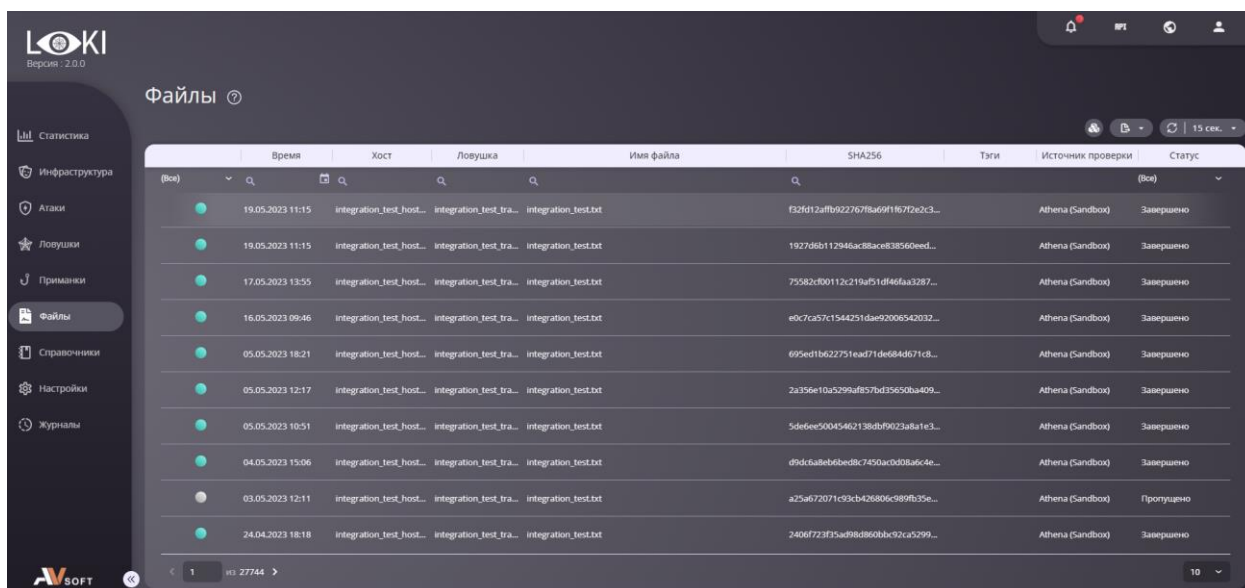 LOKI
Версия : 2.0.0
API
Файлы
15 сек.
Статистика
Инфраструктура
Атаки
Ловушки
Приманки
Файлы
Справочники
Настройки
Журналы
Время Хост Ловушка Имя файла SHA256 Тэги Источник проверки Статус
(Все) (Все)
19.05.2023 11:15 integration_test_host... integration_test_tra... integration_test.txt f32fd12affb922767f8a69f1f67f2e2c3... Athena (Sandbox) Завершено
19.05.2023 11:15 integration_test_host... integration_test_tra... integration_test.txt 1927d6b112946ac88ace838560eed... Athena (Sandbox) Завершено
17.05.2023 13:55 integration_test_host... integration_test_tra... integration_test.txt 75582cf00112c219af51df46faa3287... Athena (Sandbox) Завершено
16.05.2023 09:46 integration_test_host... integration_test_tra... integration_test.txt e0c7ca57c1544251dae92006542032... Athena (Sandbox) Завершено
05.05.2023 18:21 integration_test_host... integration_test_tra... integration_test.txt 695ed1b622751ead71de684d671c8... Athena (Sandbox) Завершено
05.05.2023 12:17 integration_test_host... integration_test_tra... integration_test.txt 2a356e10a5299af857bd35650ba409... Athena (Sandbox) Завершено
05.05.2023 10:51 integration_test_host... integration_test_tra... integration_test.txt 5de6ee50045462138dbf9023a8a1e3... Athena (Sandbox) Завершено
04.05.2023 15:06 integration_test_host... integration_test_tra... integration_test.txt d9dc6a8eb6bed8c7450ac0d08a6c4e... Athena (Sandbox) Завершено
03.05.2023 12:11 integration_test_host... integration_test_tra... integration_test.txt a25a672071c93cb426806c989fb35e... Athena (Sandbox) Пропущено
24.04.2023 18:18 integration_test_host... integration_test_tra... integration_test.txt 2406f723f35ad98d860bbc92ca5299... Athena (Sandbox) Завершено
AVSOFT
1 из 27744
10